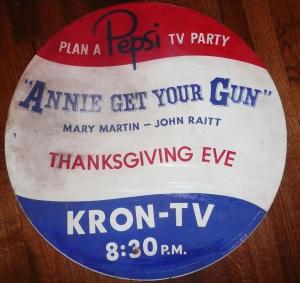 PLAN A Pepsi TV PARTY
"ANNIE GET YOUR GUN"
MARY MARTIN – JOHN RAITT
THANKSGIVING EVE
KRON-TV
8:30 P.M.